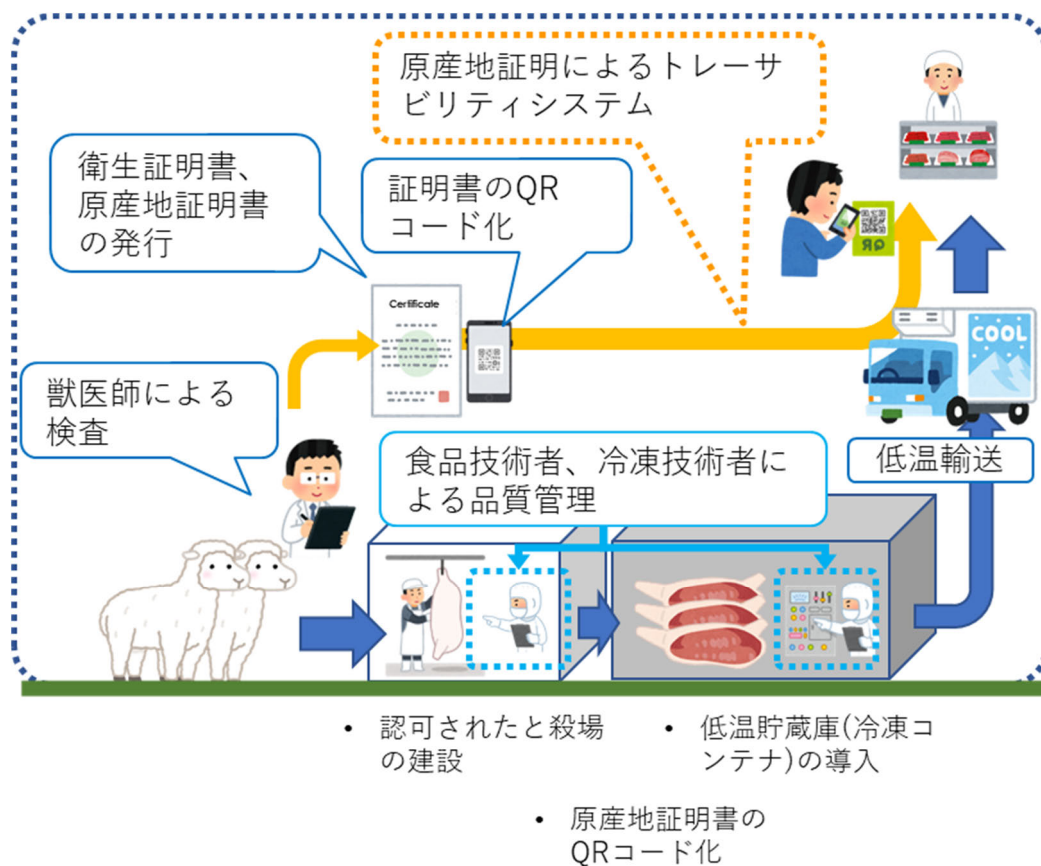 原産地証明によるトレーサ
ビリティシステム
衛生証明書、
原産地証明書
の発行
証明書のQR
コード化
Certificate
QR
COOL
獣医師による
検査
食品技術者、冷凍技術者に
よる品質管理
低温輸送
• 認可されたと殺場
の建設
• 低温貯蔵庫(冷凍コ
ンテナ)の導入
• 原産地証明書の
QRコード化